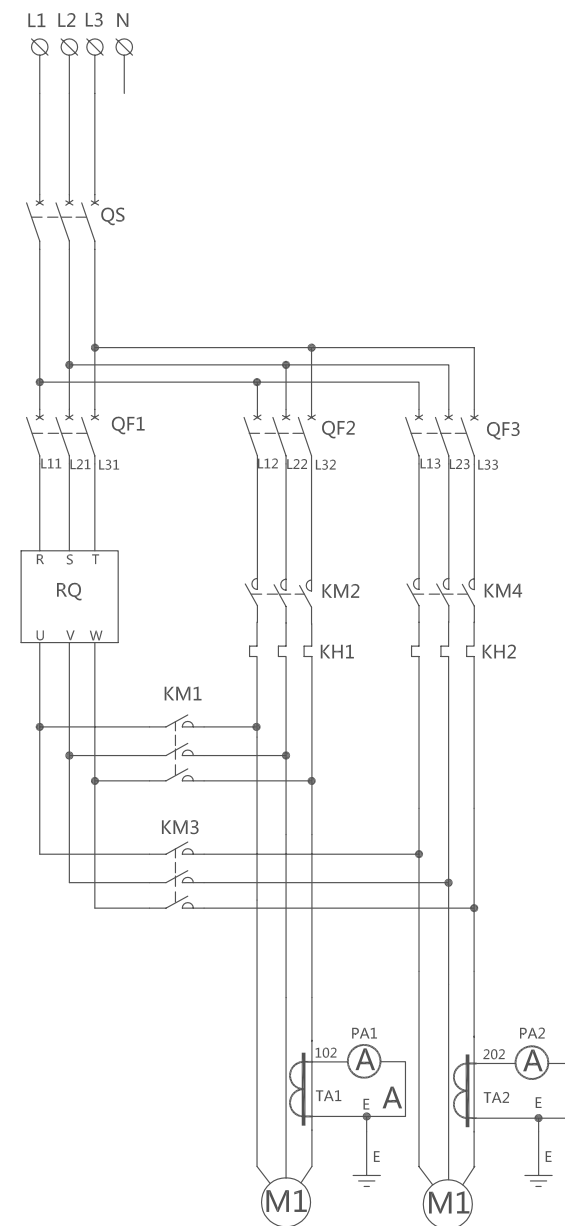 L1 L2 L3 N
QS
QF1 QF2 QF3
L11 L21 L31 L12 L22 L32 L13 L23 L33
R S T
RQ KM2 KM4
U V W
KH1 KH2
KM1
KM3
PA1 PA2
102 A 202 A
TA1 E A TA2 E
E E
M1 M1